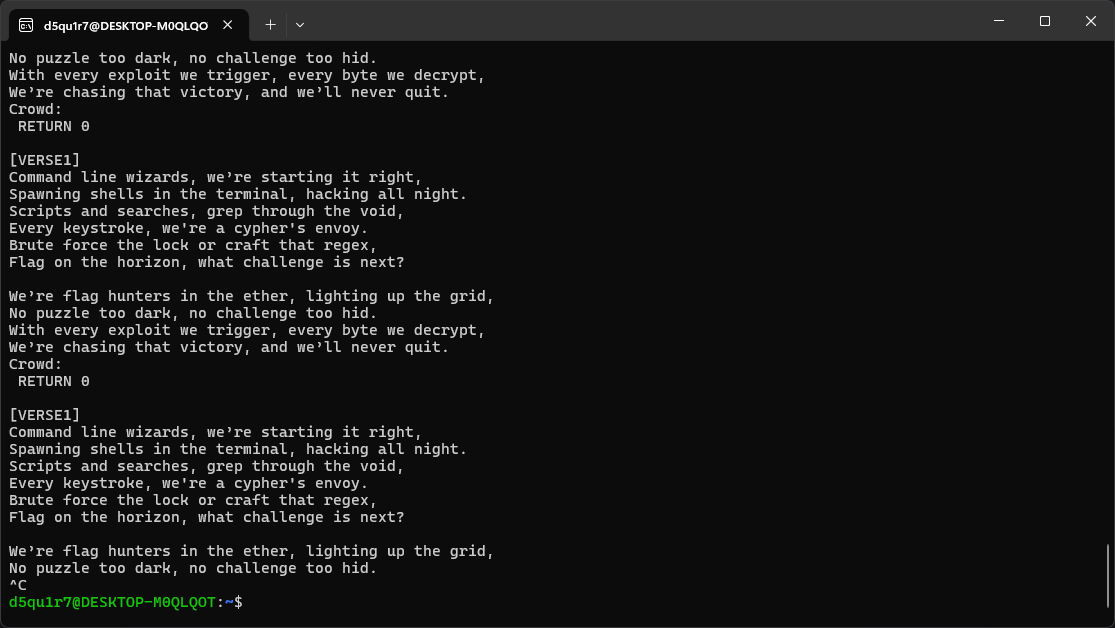 d5qu1r7@DESKTOP-M0QLQO
No puzzle too dark, no challenge too hid.
With every exploit we trigger, every byte we decrypt,
We’re chasing that victory, and we’ll never quit.
Crowd:
 RETURN 0

[VERSE1]
Command line wizards, we’re starting it right,
Spawning shells in the terminal, hacking all night.
Scripts and searches, grep through the void,
Every keystroke, we're a cypher's envoy.
Brute force the lock or craft that regex,
Flag on the horizon, what challenge is next?

We’re flag hunters in the ether, lighting up the grid,
No puzzle too dark, no challenge too hid.
With every exploit we trigger, every byte we decrypt,
We’re chasing that victory, and we’ll never quit.
Crowd:
 RETURN 0

[VERSE1]
Command line wizards, we’re starting it right,
Spawning shells in the terminal, hacking all night.
Scripts and searches, grep through the void,
Every keystroke, we're a cypher's envoy.
Brute force the lock or craft that regex,
Flag on the horizon, what challenge is next?

We’re flag hunters in the ether, lighting up the grid,
No puzzle too dark, no challenge too hid.
^C
d5qu1r7@DESKTOP-M0QLQOT:~$